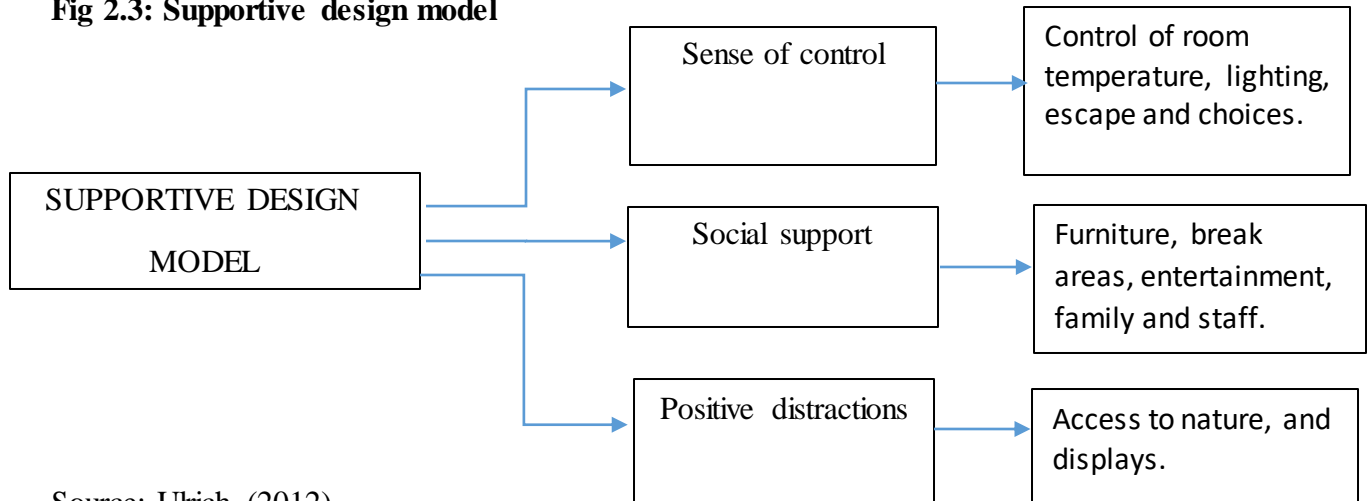 Fig 2.3: Supportive design model
Sense of control
Control of room
temperature, lighting,
escape and choices.
SUPPORTIVE DESIGN
MODEL
Social support
Furniture, break
areas, entertainment,
family and staff.
Positive distractions
Access to nature, and
displays.
Source: Ulrich (2012)